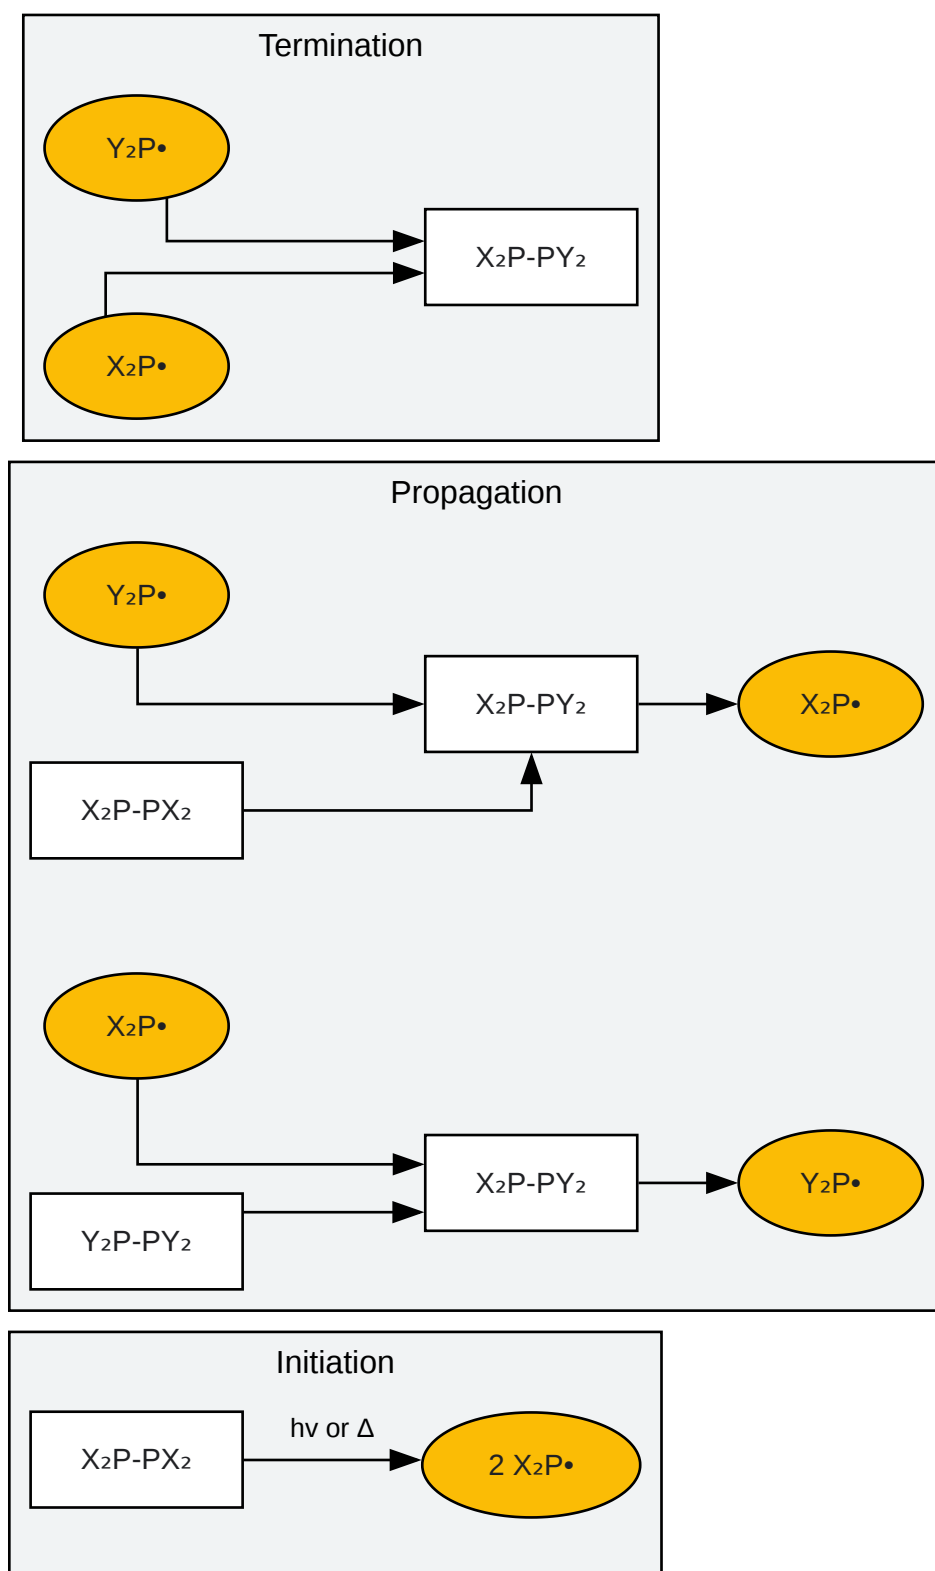 Termination
Y₂P•
X₂P-PY₂
X₂P•
Propagation
Y₂P•
X₂P-PY₂
X₂P•
X₂P-PX₂
X₂P•
X₂P-PY₂
Y₂P•
Y₂P-PY₂
Initiation
hv or Δ
X₂P-PX₂
2 X₂P•